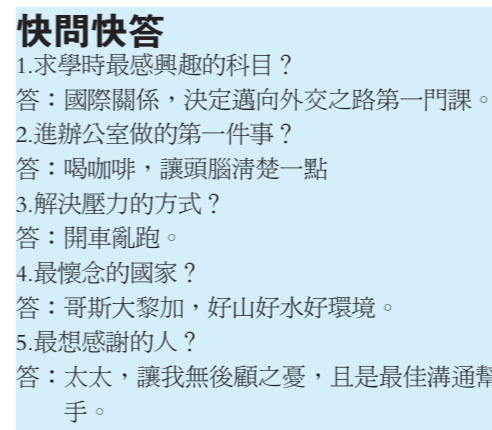 快問快答
1.求學時最感興趣的科目？
答：國際關係，決定邁向外交之路第一門課。
2.進辦公室做的第一件事？
答：喝咖啡，讓頭腦清楚一點
3.解決壓力的方式？
答：開車亂跑。
4.最懷念的國家？
答：哥斯大黎加，好山好水好環境。
5.最想感謝的人？
答：太太，讓我無後顧之憂，且是最佳溝通幫
手。